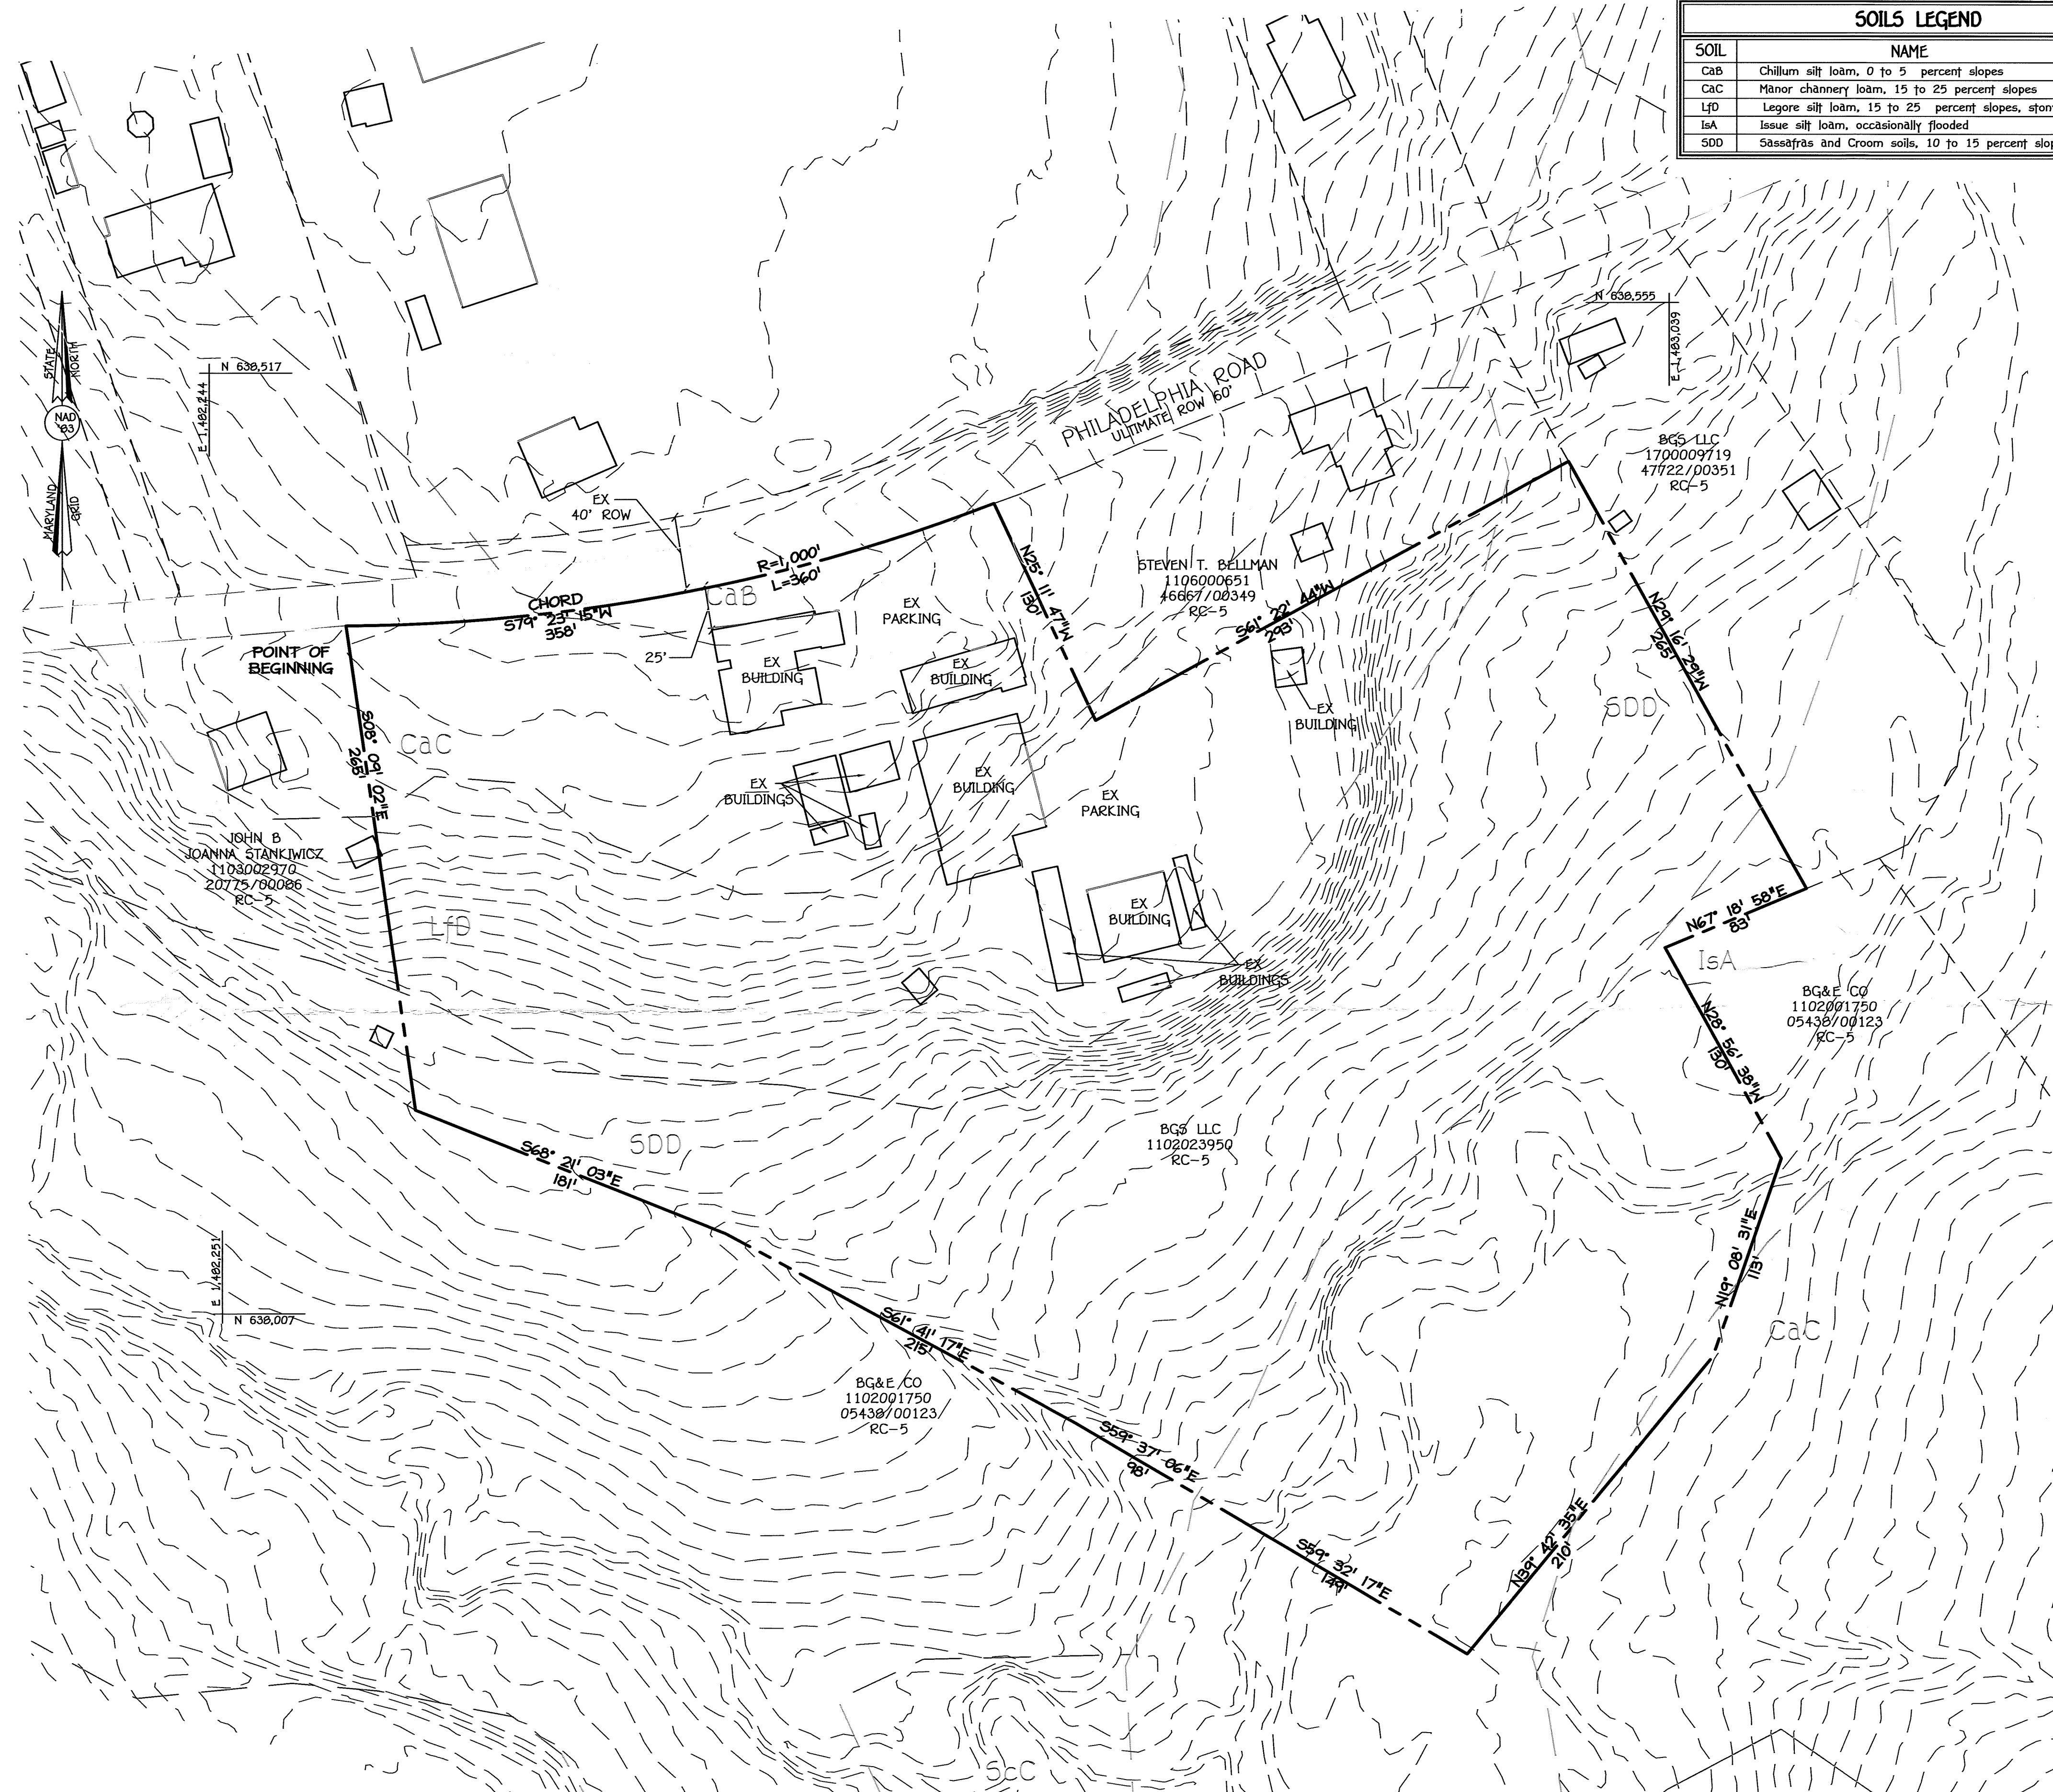 SOILS LEGEND
SOIL NAME
CaB Chillum silt loam, 0 to 5 percent slopes
CaC Manor channery loam, 15 to 25 percent slopes
LfD Legore silt loam, 15 to 25 percent slopes,
IsA Issue silt loam, occasionally flooded
SDD Sassafras and Croom soils, 10 to 15 percent
STATE NORTH
NAD '83
MARYLAND GRID
N 638,517
E 1,482,244
N 638,555
E 1,483,039
PHILADELPHIA ROAD
ULTIMATE ROW 60'
BGS LLC
1700009719
47722/00351
RC-5
EX
40' ROW
R=1,000'
L=360'
CHORD
S79° 23' 15"W
358'
CaB
25'
POINT OF
BEGINNING
EX
PARKING
N25° 11' 47"W
130'
STEVEN T. BELLMAN
1106000651
46667/00349
RC-5
S61° 22' 44"W
293'
N29° 16' 29"W
265'
EX
BUILDING
EX
BUILDING
EX
BUILDING
SDD
S08° 09' 02"E
265'
CaC
EX
BUILDINGS
EX
BUILDING
EX
PARKING
JOHN B
JOANNA STANKIWICZ
1103002970
20775/00086
RC-5
LfD
EX
BUILDING
EX
BUILDINGS
N67° 18' 58"E
83'
IsA
BG&E CO
1102001750
05438/00123
RC-5
N28° 56' 38"W
130'
BGS LLC
1102023950
RC-5
SDD
S68° 21' 03"E
181'
E 1,482,251
N 638,007
N19° 08' 31"E
113'
CaC
S61° 41' 17"E
215'
BG&E CO
1102001750
05438/00123
RC-5
S59° 37' 06"E
98'
S59° 32' 17"E
149'
N39° 42' 35"E
210'
ScC